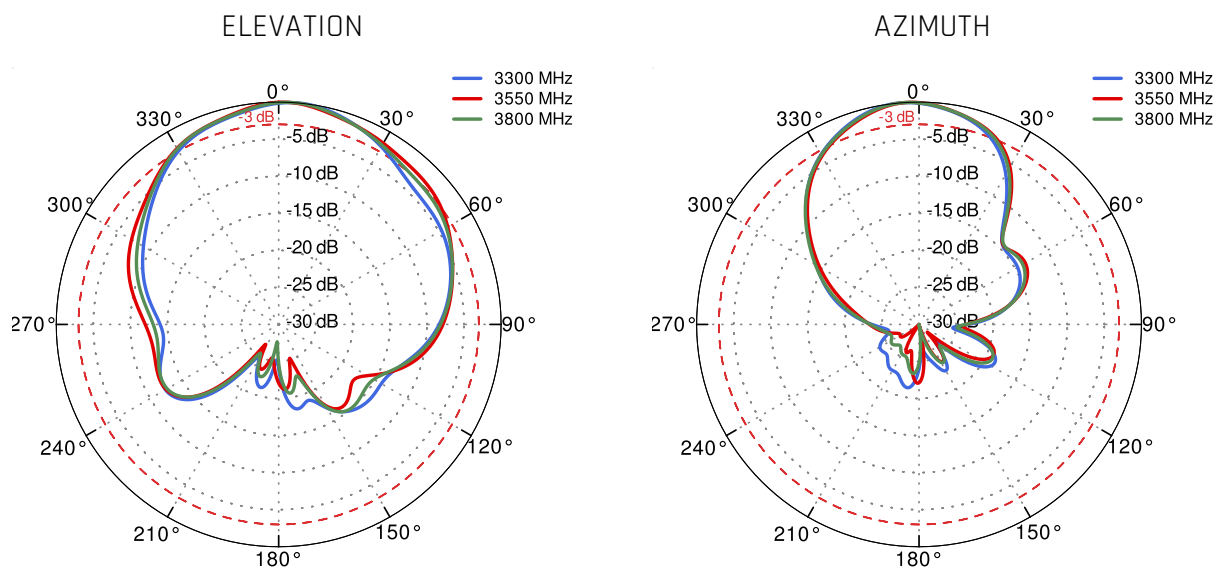 ELEVATION
3300 MHz
3550 MHz
3800 MHz
0°
-3 dB
330°
30°
-5 dB
-10 dB
300°
60°
-15 dB
-20 dB
-25 dB
270°
-30 dB
90°
240°
120°
210°
150°
180°
AZIMUTH
3300 MHz
3550 MHz
3800 MHz
0°
-3 dB
330°
30°
-5 dB
-10 dB
300°
60°
-15 dB
-20 dB
-25 dB
270°
-30 dB
90°
240°
120°
210°
150°
180°